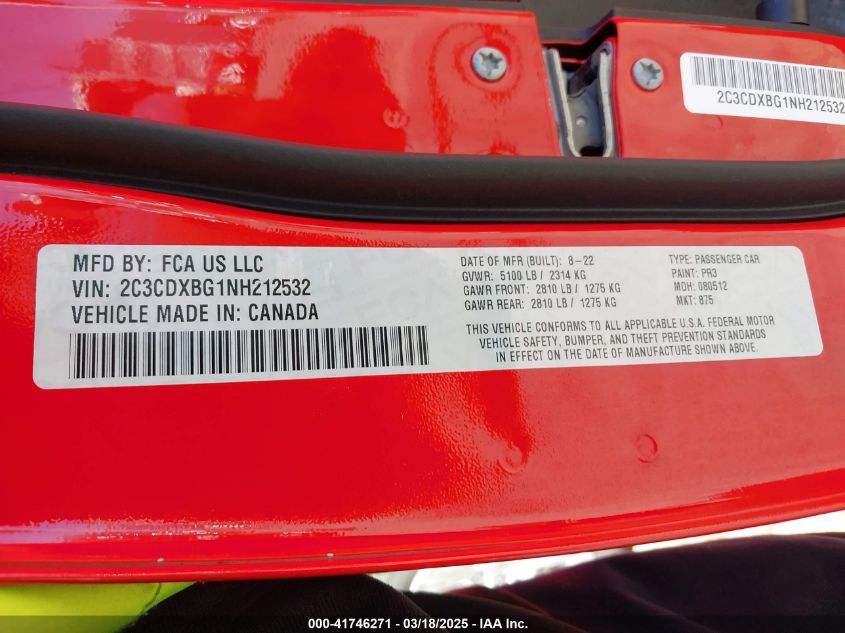 2C3CDXBG1NH212532
MFD BY: FCA US LLC
VIN: 2C3CDXBG1NH212532
VEHICLE MADE IN: CANADA
DATE OF MFR (BUILT): 8-22
GVWR: 5100 LB / 2314 KG
GAWR FRONT: 2810 LB / 1275 KG
GAWR REAR: 2810 LB / 1275 KG
TYPE: PASSENGER CAR
PAINT: PR3
MDH: 080512
MKT: 875
THIS VEHICLE CONFORMS TO ALL APPLICABLE U.S.A. FEDERAL MOTOR
VEHICLE SAFETY, BUMPER, AND THEFT PREVENTION STANDARDS
IN EFFECT ON THE DATE OF MANUFACTURE SHOWN ABOVE.
000-41746271 - 03/18/2025 - IAA Inc.